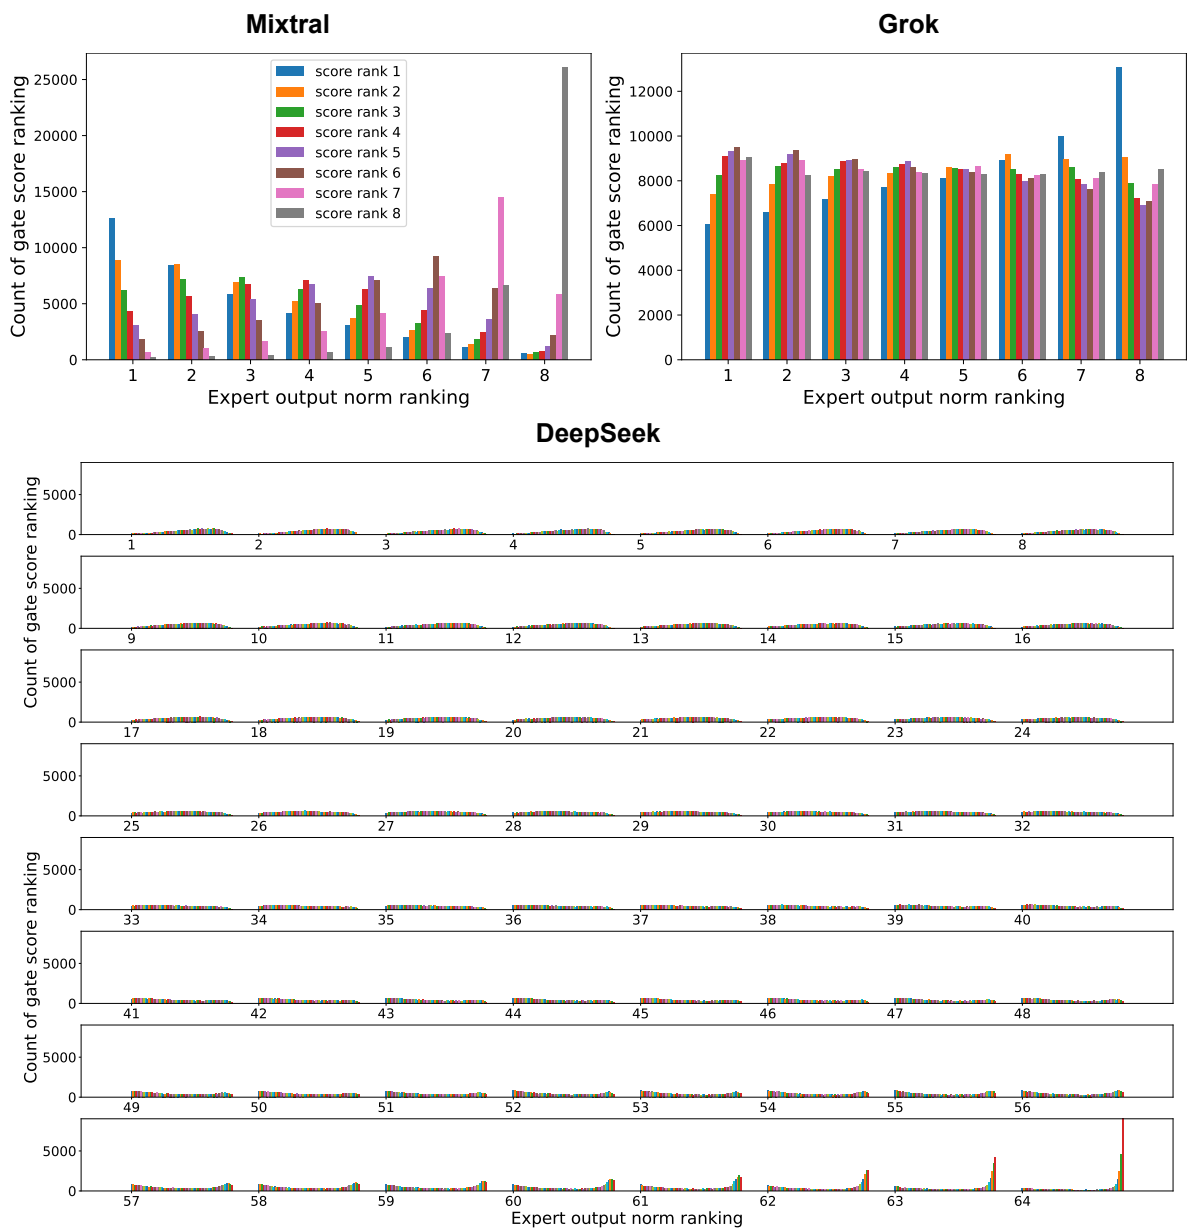 Mixtral
Grok
Count of gate score ranking
25000
20000
15000
10000
5000
0
score rank 1
score rank 2
score rank 3
score rank 4
score rank 5
score rank 6
score rank 7
score rank 8
1 2 3 4 5 6 7 8
Expert output norm ranking
Count of gate score ranking
12000
10000
8000
6000
4000
2000
0
1 2 3 4 5 6 7 8
Expert output norm ranking
DeepSeek
Count of gate score ranking
5000
0
1 2 3 4 5 6 7 8
5000
0
9 10 11 12 13 14 15 16
Count of gate score ranking
5000
0
17 18 19 20 21 22 23 24
5000
0
25 26 27 28 29 30 31 32
Count of gate score ranking
5000
0
33 34 35 36 37 38 39 40
5000
0
41 42 43 44 45 46 47 48
Count of gate score ranking
5000
0
49 50 51 52 53 54 55 56
5000
0
57 58 59 60 61 62 63 64
Expert output norm ranking